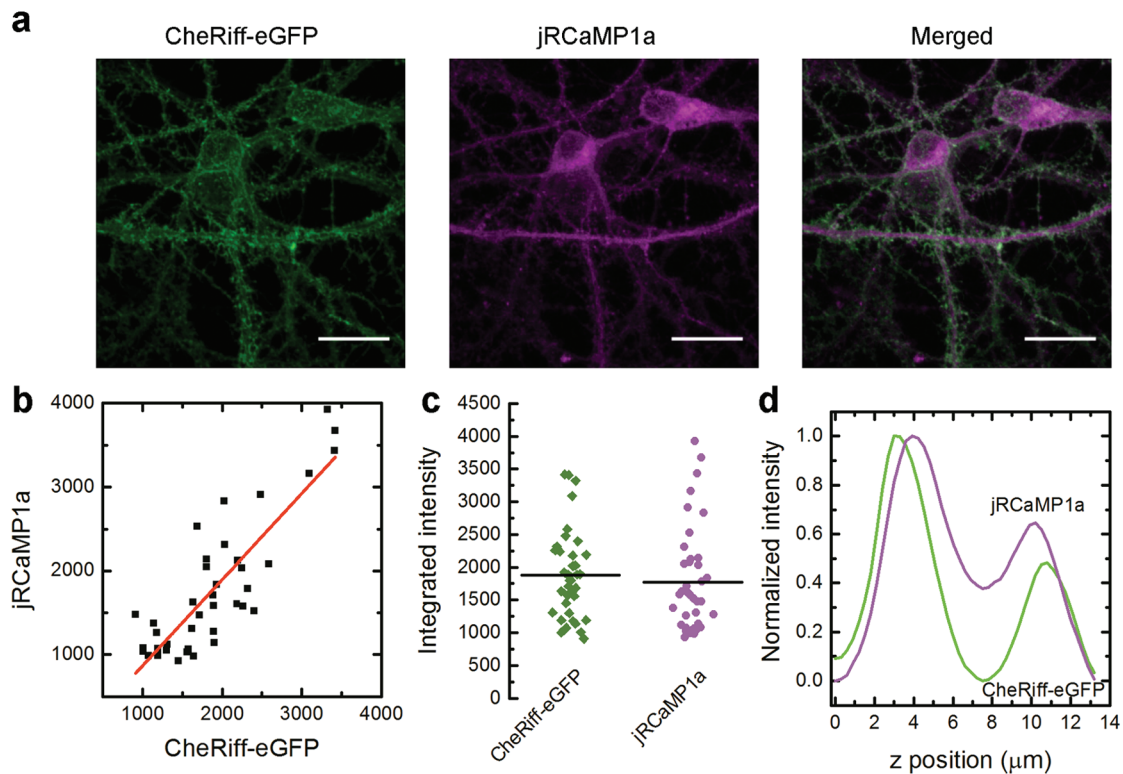 a
CheRiff-eGFP
jRCaMP1a
Merged
b
jRCaMP1a
4000
3000
2000
1000
1000
2000
3000
4000
CheRiff-eGFP
c
Integrated intensity
4500
4000
3500
3000
2500
2000
1500
1000
500
0
CheRiff-eGFP
jRCaMP1a
d
Normalized intensity
1.0
0.8
0.6
0.4
0.2
0.0
jRCaMP1a
CheRiff-eGFP
0
2
4
6
8
10
12
14
z position (μm)